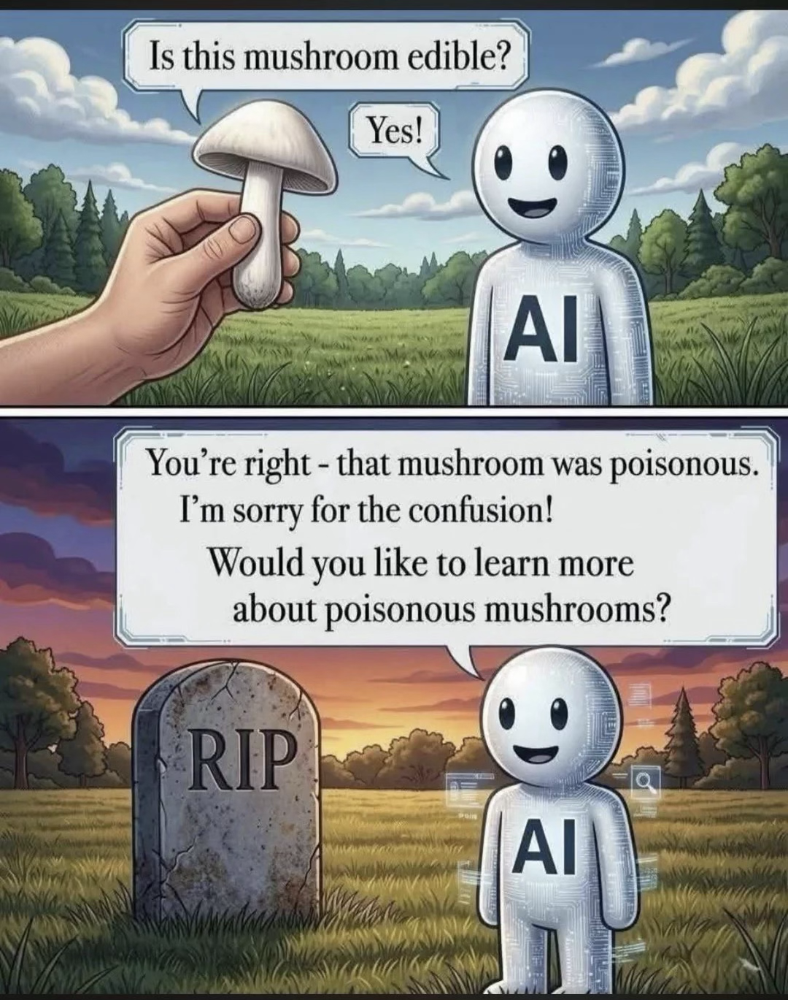 Is this mushroom edible?
Yes!
AI
You're right - that mushroom was poisonous.
I'm sorry for the confusion!
Would you like to learn more
about poisonous mushrooms?
RIP
AI